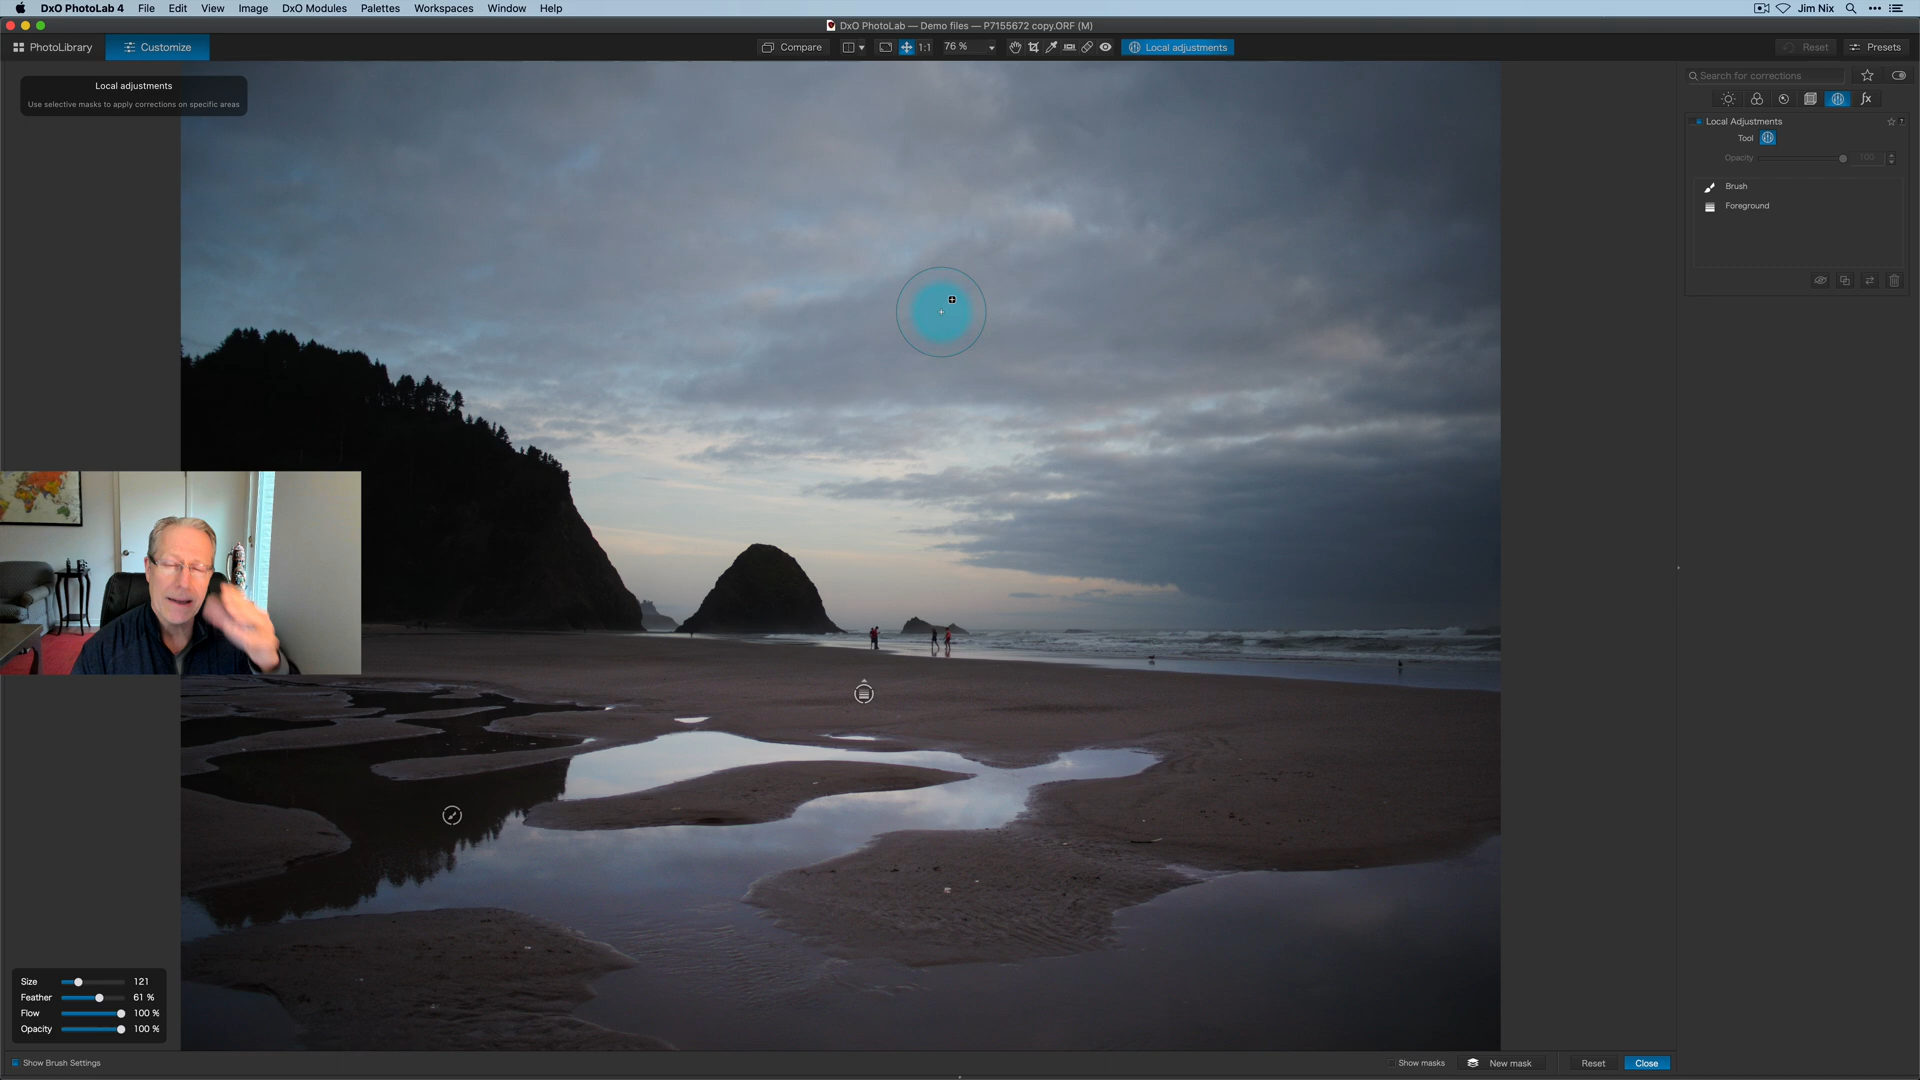 DxO PhotoLab 4 File Edit View Image DxO Modules Palettes Workspaces Window Help Jim Nix
DxO PhotoLab — Demo files — P7155672 copy.ORF (M)
PhotoLibrary Customize Compare 1:1 76 % Local adjustments Reset Presets
Local adjustments
Use selective masks to apply corrections on specific areas
Search for corrections
fx
Local Adjustments
Tool
Opacity 100
Brush
Foreground
Size 121
Feather 61 %
Flow 100 %
Opacity 100 %
Show Brush Settings Show masks New mask Reset Close